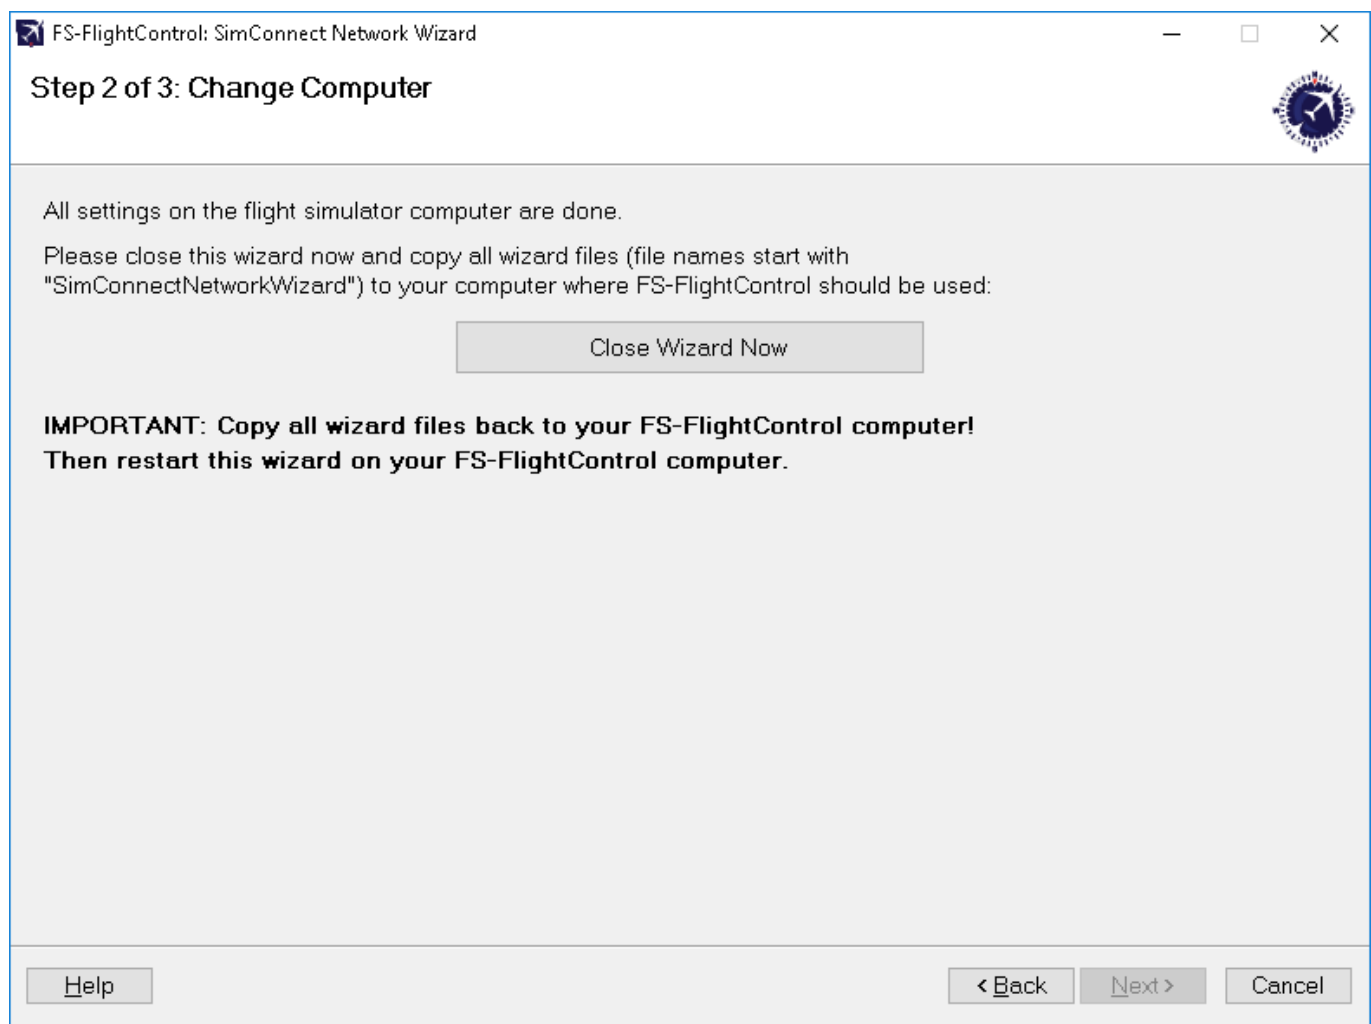 FS-FlightControl: SimConnect Network Wizard
Step 2 of 3: Change Computer
All settings on the flight simulator computer are done.
Please close this wizard now and copy all wizard files (file names start with
"SimConnectNetworkWizard") to your computer where FS-FlightControl should be used:
Close Wizard Now
IMPORTANT: Copy all wizard files back to your FS-FlightControl computer!
Then restart this wizard on your FS-FlightControl computer.
Help
< Back
Next >
Cancel